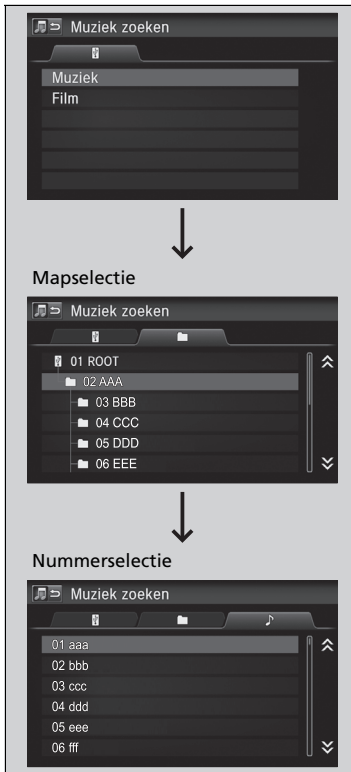 Muziek zoeken
Muziek
Film
Mapselectie
Muziek zoeken
01 ROOT
02 AAA
03 BBB
04 CCC
05 DDD
06 EEE
Nummerselectie
Muziek zoeken
01 aaa
02 bbb
03 ccc
04 ddd
05 eee
06 fff